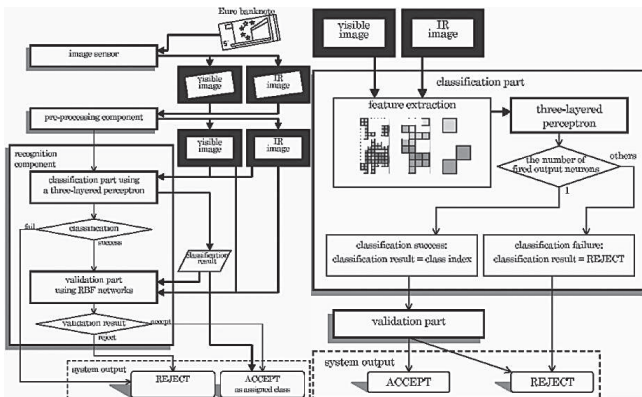 Euro banknote
image sensor
visible
image
IR
image
pre-processing component
visible
image
IR
image
recognition
component
classification part using
a three-layered perceptron
fail
classification
success
classification
result
validation part
using RBF networks
validation result
accept
reject
system output
REJECT
ACCEPT
as assigned class
visible
image
IR
image
classification part
feature extraction
three-layered
perceptron
the number of
fired output neurons
others
1
classification success:
classification result = class index
classification failure:
classification result = REJECT
validation part
system output
ACCEPT
REJECT